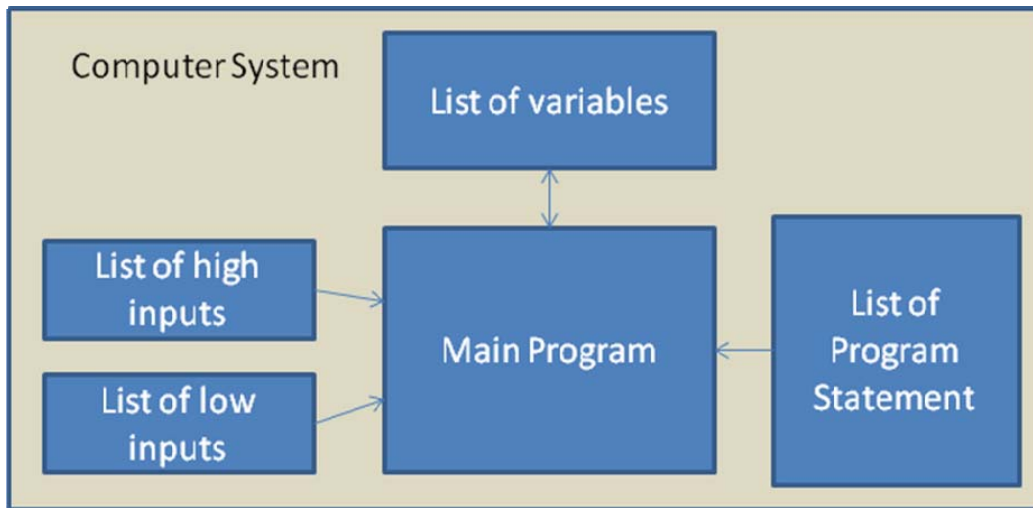 Computer System
List of variables
List of high
inputs
Main Program
List of low
inputs
List of
Program
Statement